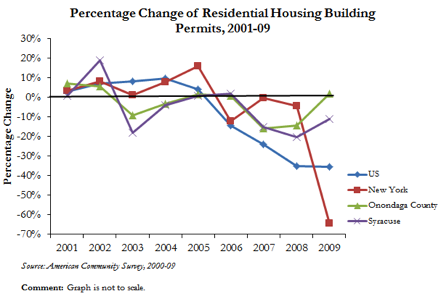 Percentage Change of Residential Housing Building
Permits, 2001-09
30%
20%
10%
0%
-10%
-20%
-30%
-40%
-50%
-60%
-70%
Percentage Change
2001 2002 2003 2004 2005 2006 2007 2008 2009
US
New York
Onondaga County
Syracuse
Source: American Community Survey, 2000-09
Comment: Graph is not to scale.